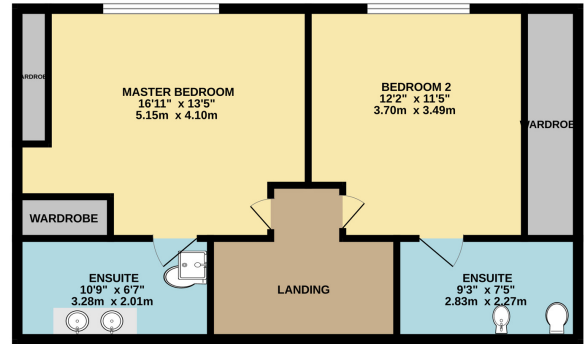 ARDROE
MASTER BEDROOM
16'11" x 13'5"
5.15m x 4.10m
BEDROOM 2
12'2" x 11'5"
3.70m x 3.49m
WARDROBE
WARDROBE
ENSUITE
10'9" x 6'7"
3.28m x 2.01m
LANDING
ENSUITE
9'3" x 7'5"
2.83m x 2.27m